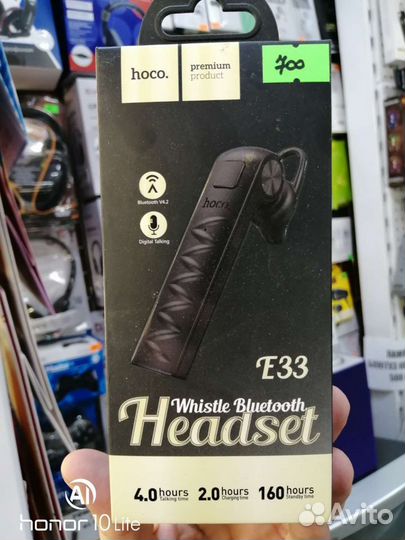 hoco.
premium
product
700
Bluetooth V4.2
Digital Talking
hoco.
E33
Whistle Bluetooth
Headset
4.0 hours
Talking time
2.0 hours
Charging time
160 hours
Standby time
AI
honor 10 Lite
Avito